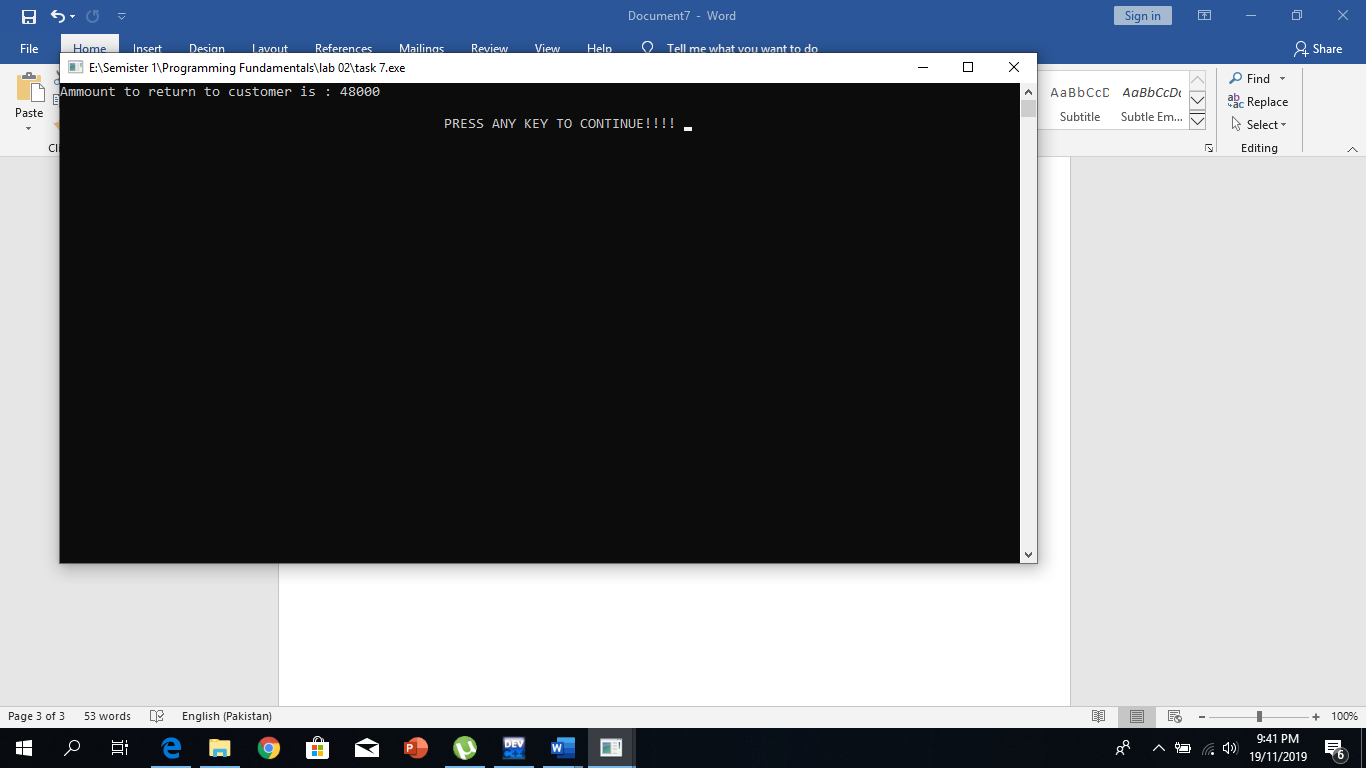 Document7 - Word
Sign in
File Home Insert Design Layout References Mailings Review View Help Tell me what you want to do Share
E:\Semister 1\Programming Fundamentals\lab 02\task 7.exe
Ammount to return to customer is : 48000
PRESS ANY KEY TO CONTINUE!!!!
Paste
AaBbCcD AaBbCcDc
Subtitle Subtle Em...
Find
Replace
Select
Editing
Page 3 of 3 53 words English (Pakistan) 100%
DEV
9:41 PM
19/11/2019
6